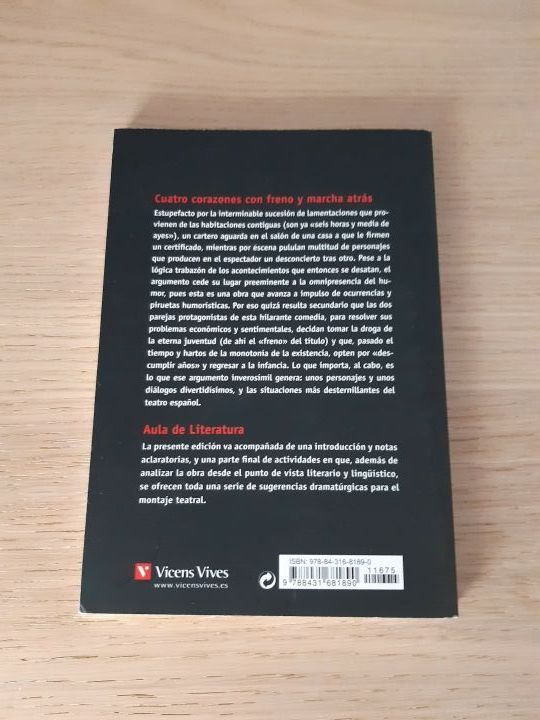 Cuatro corazones con freno y marcha atrás
Estupefacto por la interminable sucesión de lamentaciones que pro-
vienen de las habitaciones contiguas (son ya «seis horas y media de
ayes»), un cartero aguarda en el salón de una casa a que le firmen
un certificado, mientras por escena pululan multitud de personajes
que producen en el espectador un desconcierto tras otro. Pese a la
lógica trabazón de los acontecimientos que entonces se desatan, el
argumento cede su lugar preeminente a la omnipresencia del hu-
mor, pues esta es una obra que avanza a impulso de ocurrencias y
piruetas humorísticas. Por eso quizá resulta secundario que las dos
parejas protagonistas de esta hilarante comedia, para resolver sus
problemas económicos y sentimentales, decidan tomar la droga de
la eterna juventud (de ahí el «freno» del título) y que, pasado el
tiempo y hartos de la monotonía de la existencia, opten por «des-
cumplir años» y regresar a la infancia. Lo que importa, al cabo, es
lo que ese argumento inverosímil genera: unos personajes y unos
diálogos divertidísimos, y las situaciones más desternillantes del
teatro español.
Aula de Literatura
La presente edición va acompañada de una introducción y notas
aclaratorias, y una parte final de actividades en que, además de
analizar la obra desde el punto de vista literario y lingüístico,
se ofrecen toda una serie de sugerencias dramatúrgicas para el
montaje teatral.
Vicens Vives
www.vicensvives.es
ISBN: 978-84-316-8189-0
11675
9 788431 681890